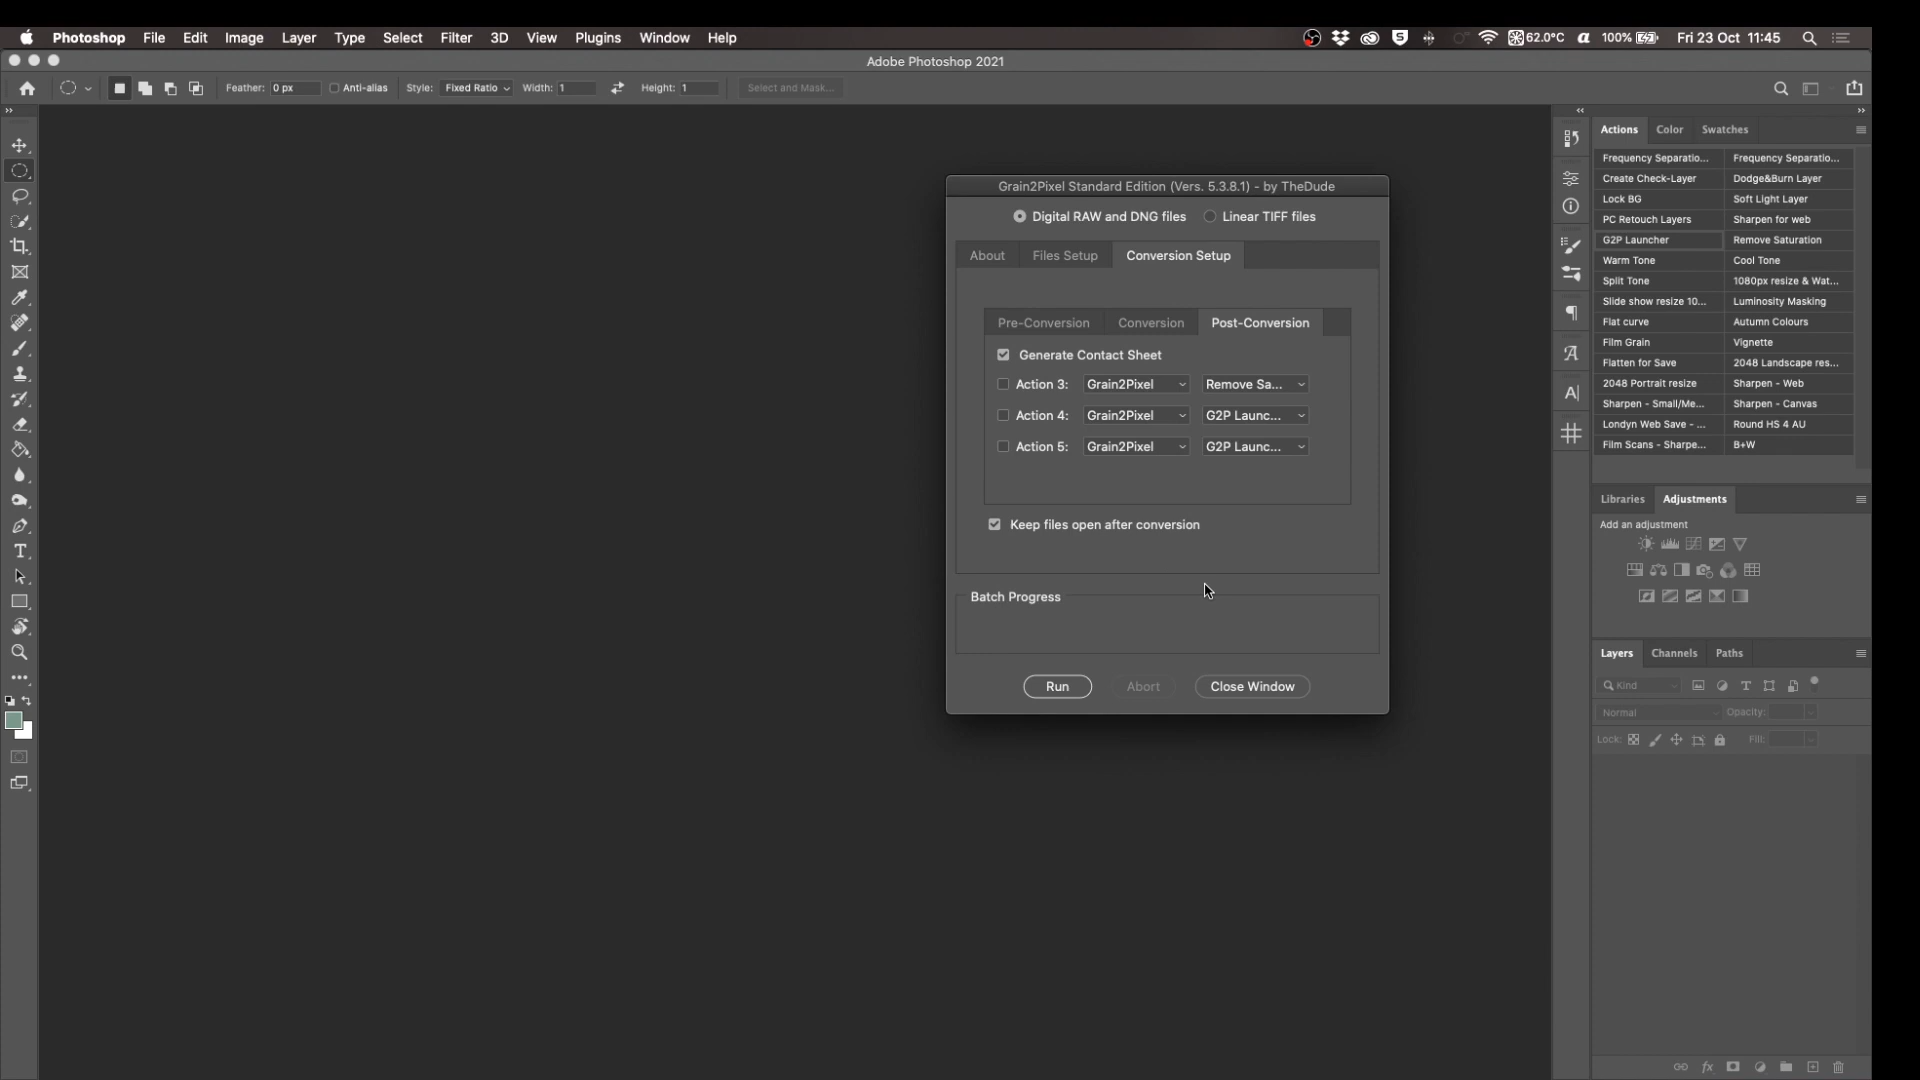 Photoshop File Edit Image Layer Type Select Filter 3D View Plugins Window Help 62.0°C 100% Fri 23 Oct 11:45
Adobe Photoshop 2021
Feather: 0 px Anti-alias Style: Fixed Ratio Width: 1 Height: 1 Select and Mask...
Grain2Pixel Standard Edition (Vers. 5.3.8.1) - by TheDude
Digital RAW and DNG files Linear TIFF files
About Files Setup Conversion Setup
Pre-Conversion Conversion Post-Conversion
Generate Contact Sheet
Action 3: Grain2Pixel Remove Sa...
Action 4: Grain2Pixel G2P Launc...
Action 5: Grain2Pixel G2P Launc...
Keep files open after conversion
Batch Progress
Run Abort Close Window
Actions Color Swatches
Frequency Separatio... Frequency Separatio...
Create Check-Layer Dodge&Burn Layer
Lock BG Soft Light Layer
PC Retouch Layers Sharpen for web
G2P Launcher Remove Saturation
Warm Tone Cool Tone
Split Tone 1080px resize & Wat...
Slide show resize 10... Luminosity Masking
Flat curve Autumn Colours
Film Grain Vignette
Flatten for Save 2048 Landscape res...
2048 Portrait resize Sharpen - Web
Sharpen - Small/Me... Sharpen - Canvas
Londyn Web Save - ... Round HS 4 AU
Film Scans - Sharpe... B+W
Libraries Adjustments
Add an adjustment
Layers Channels Paths
Kind
Normal Opacity:
Lock: Fill: